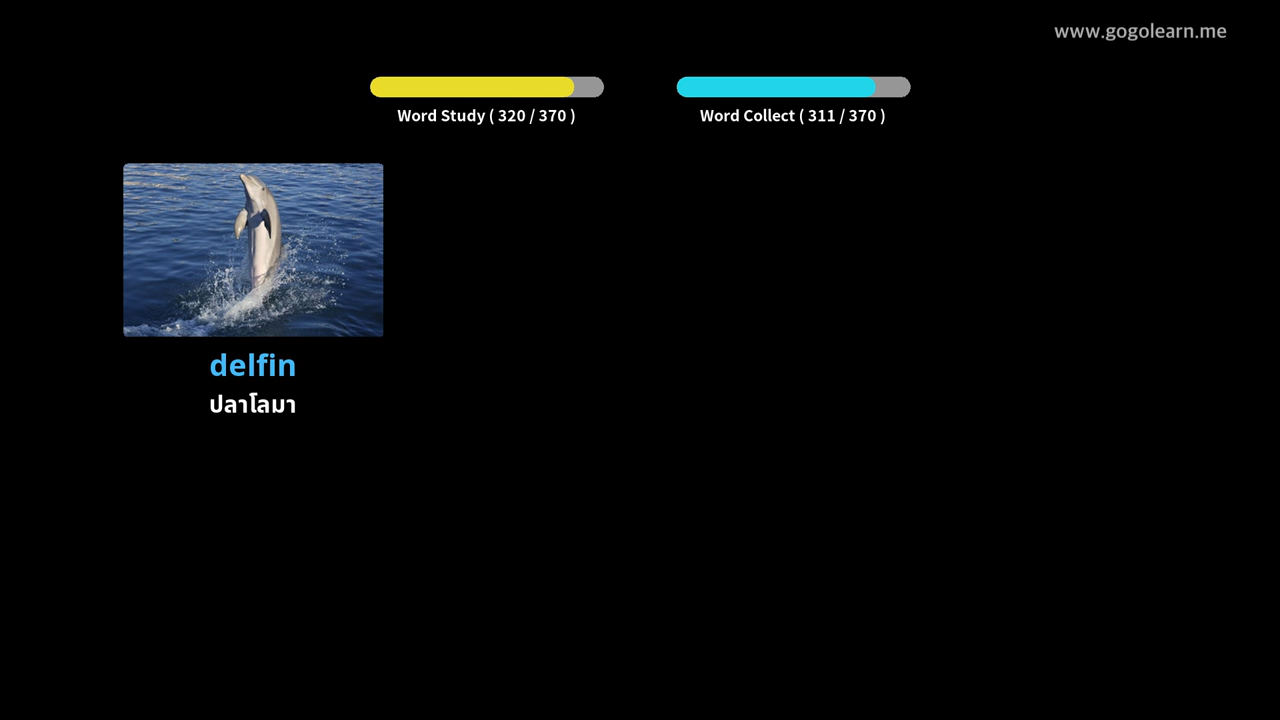 www.gogolearn.me
Word Study ( 320 / 370 )
Word Collect ( 311 / 370 )
delfin
ปลาโลมา